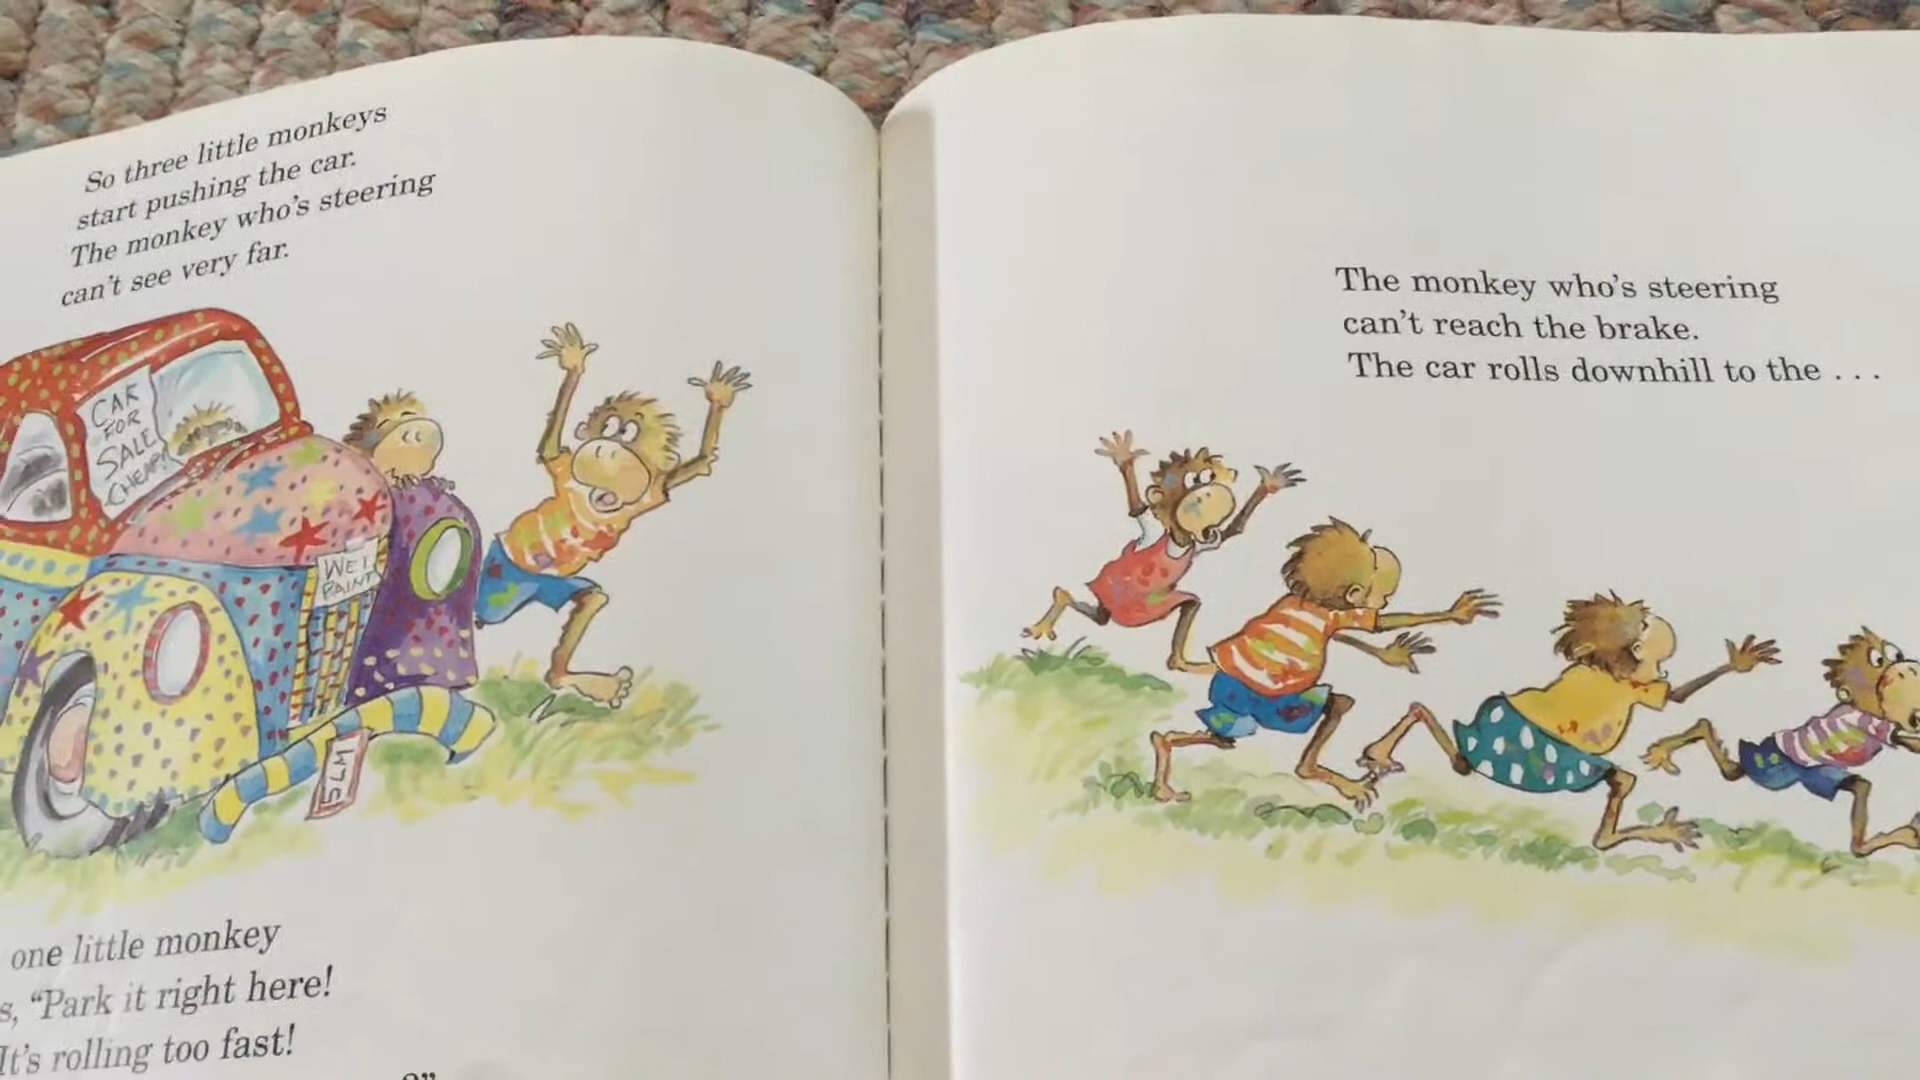 So three little monkeys
start pushing the car.
The monkey who's steering
can't see very far.
CAR
FOR
SALE
CHEAP!
WET
PAINT
5LM
one little monkey
s, “Park it right here!
It's rolling too fast!
?”
The monkey who's steering
can't reach the brake.
The car rolls downhill to the . . .